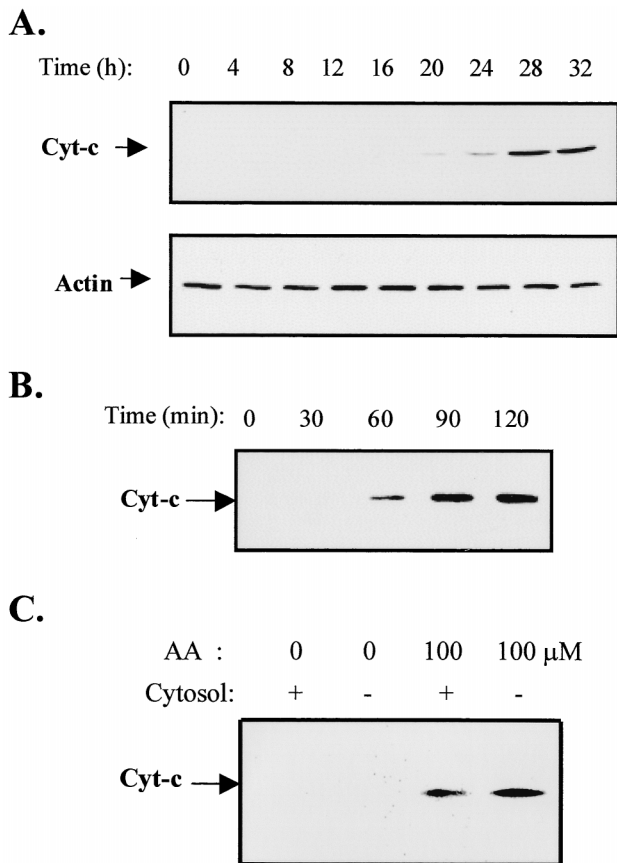 A.
Time (h): 0 4 8 12 16 20 24 28 32
Cyt-c
Actin
B.
Time (min): 0 30 60 90 120
Cyt-c
C.
AA : 0 0 100 100 μM
Cytosol: + - + -
Cyt-c